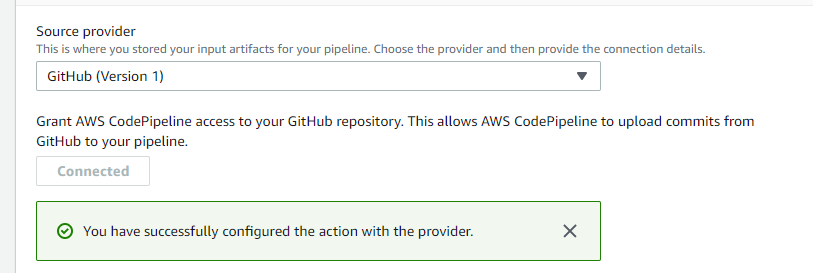 Source provider
This is where you stored your input artifacts for your pipeline. Choose the provider and then provide the connection details.
GitHub (Version 1)
Grant AWS CodePipeline access to your GitHub repository. This allows AWS CodePipeline to upload commits from
GitHub to your pipeline.
Connected
You have successfully configured the action with the provider.